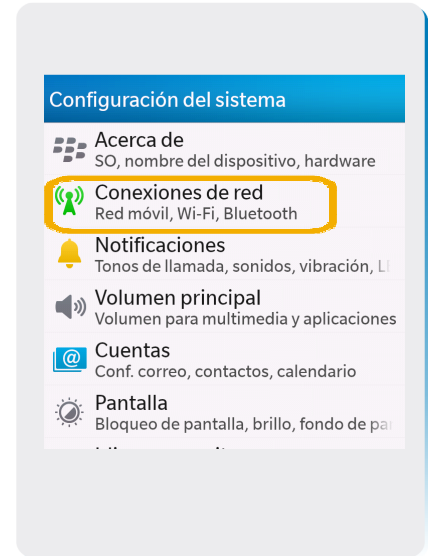 Configuración del sistema
Acerca de
SO, nombre del dispositivo, hardware
Conexiones de red
Red móvil, Wi-Fi, Bluetooth
Notificaciones
Tonos de llamada, sonidos, vibración,
Volumen principal
Volumen para multimedia y aplicaciones
Cuentas
@
Conf. correo, contactos, calendario
Pantalla
Bloqueo de pantalla, brillo, fondo de